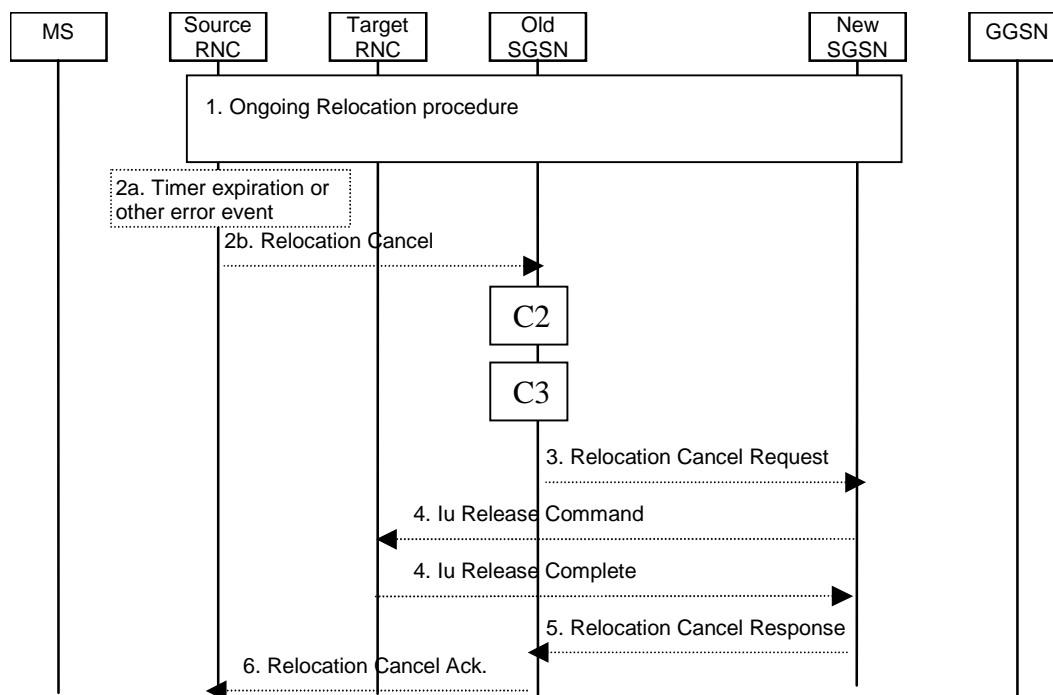 MS
Source
RNC
Target
RNC
Old
SGSN
New
SGSN
GGSN
1. Ongoing Relocation procedure
2a. Timer expiration or
other error event
2b. Relocation Cancel
C2
C3
3. Relocation Cancel Request
4. Iu Release Command
4. Iu Release Complete
5. Relocation Cancel Response
6. Relocation Cancel Ack.